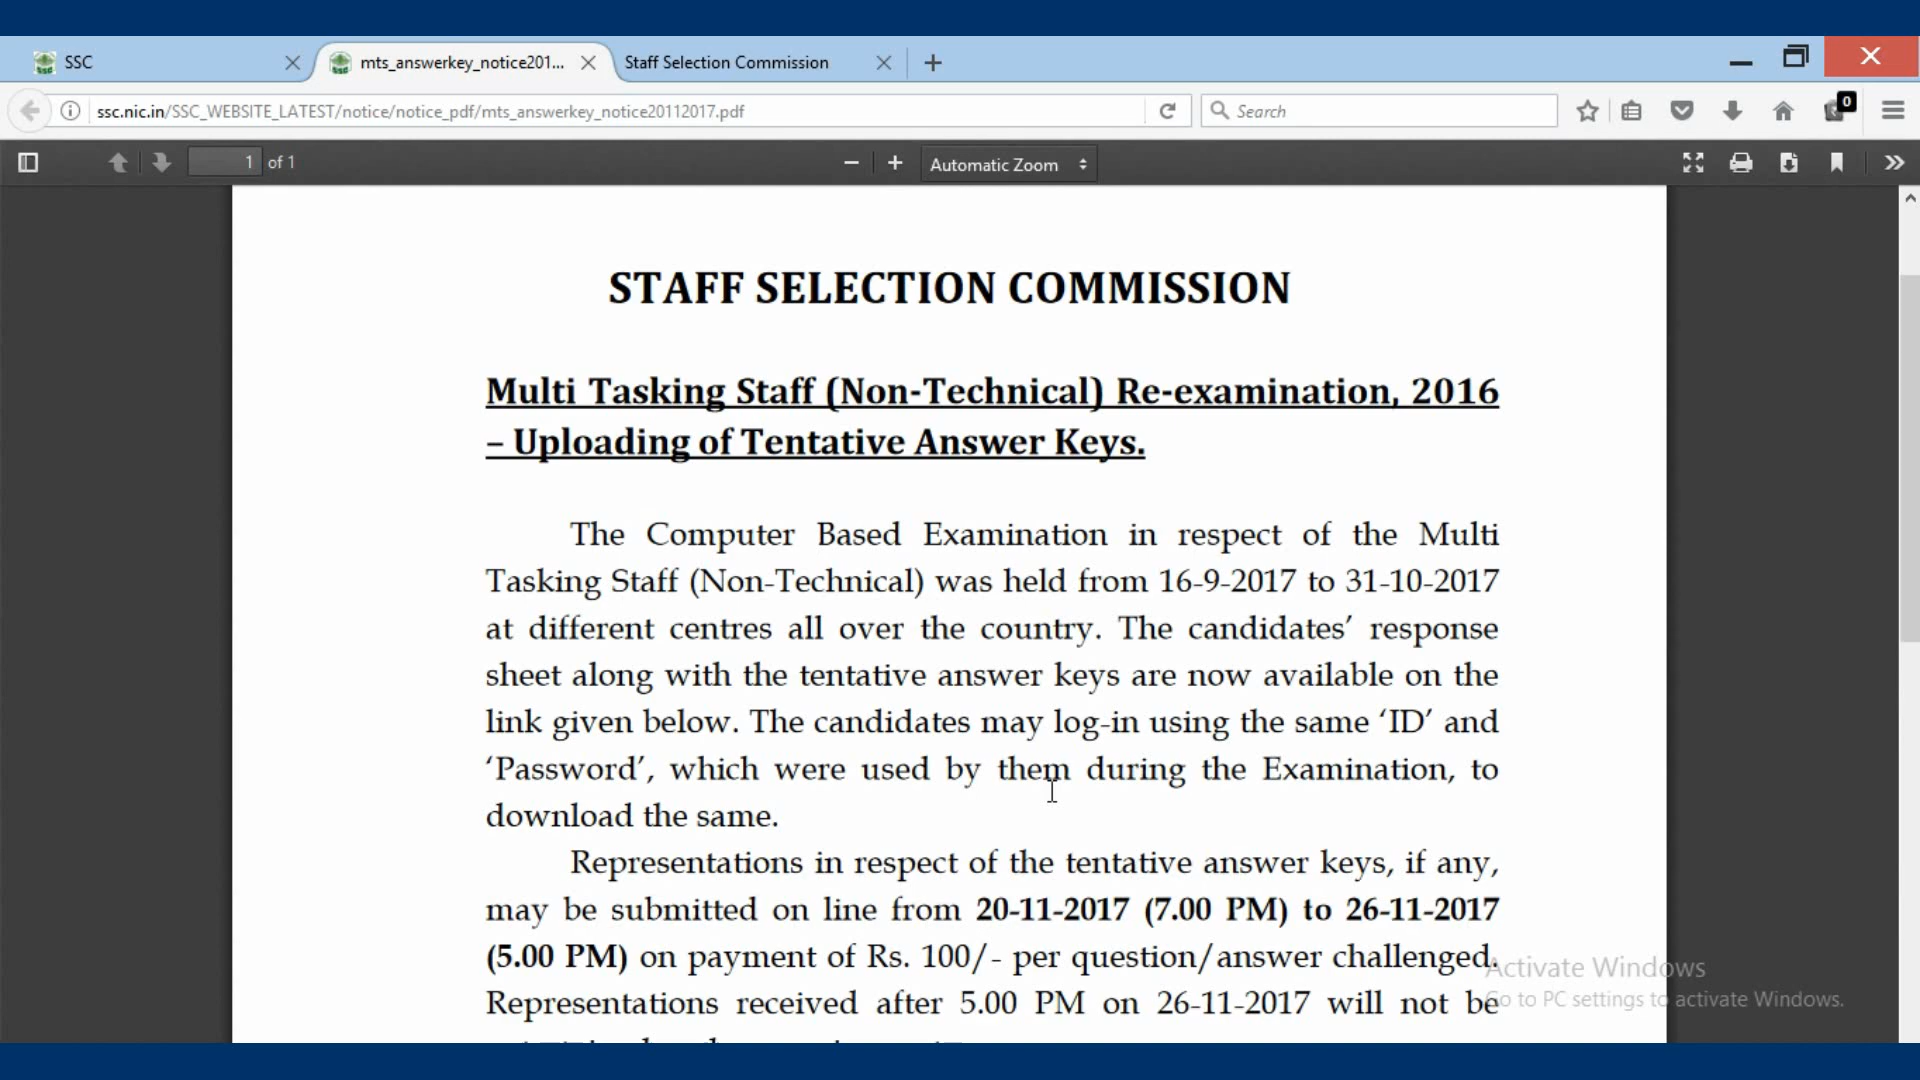 SSC
mts_answerkey_notice201...
Staff Selection Commission
ssc.nic.in/SSC_WEBSITE_LATEST/notice/notice_pdf/mts_answerkey_notice20112017.pdf
Search
0
1 of 1
Automatic Zoom
STAFF SELECTION COMMISSION
Multi Tasking Staff (Non-Technical) Re-examination, 2016
– Uploading of Tentative Answer Keys.
The Computer Based Examination in respect of the Multi
Tasking Staff (Non-Technical) was held from 16-9-2017 to 31-10-2017
at different centres all over the country. The candidates’ response
sheet along with the tentative answer keys are now available on the
link given below. The candidates may log-in using the same ‘ID’ and
‘Password’, which were used by them during the Examination, to
download the same.
Representations in respect of the tentative answer keys, if any,
may be submitted on line from 20-11-2017 (7.00 PM) to 26-11-2017
(5.00 PM) on payment of Rs. 100/- per question/answer challenged.
Representations received after 5.00 PM on 26-11-2017 will not be
Activate Windows
Go to PC settings to activate Windows.